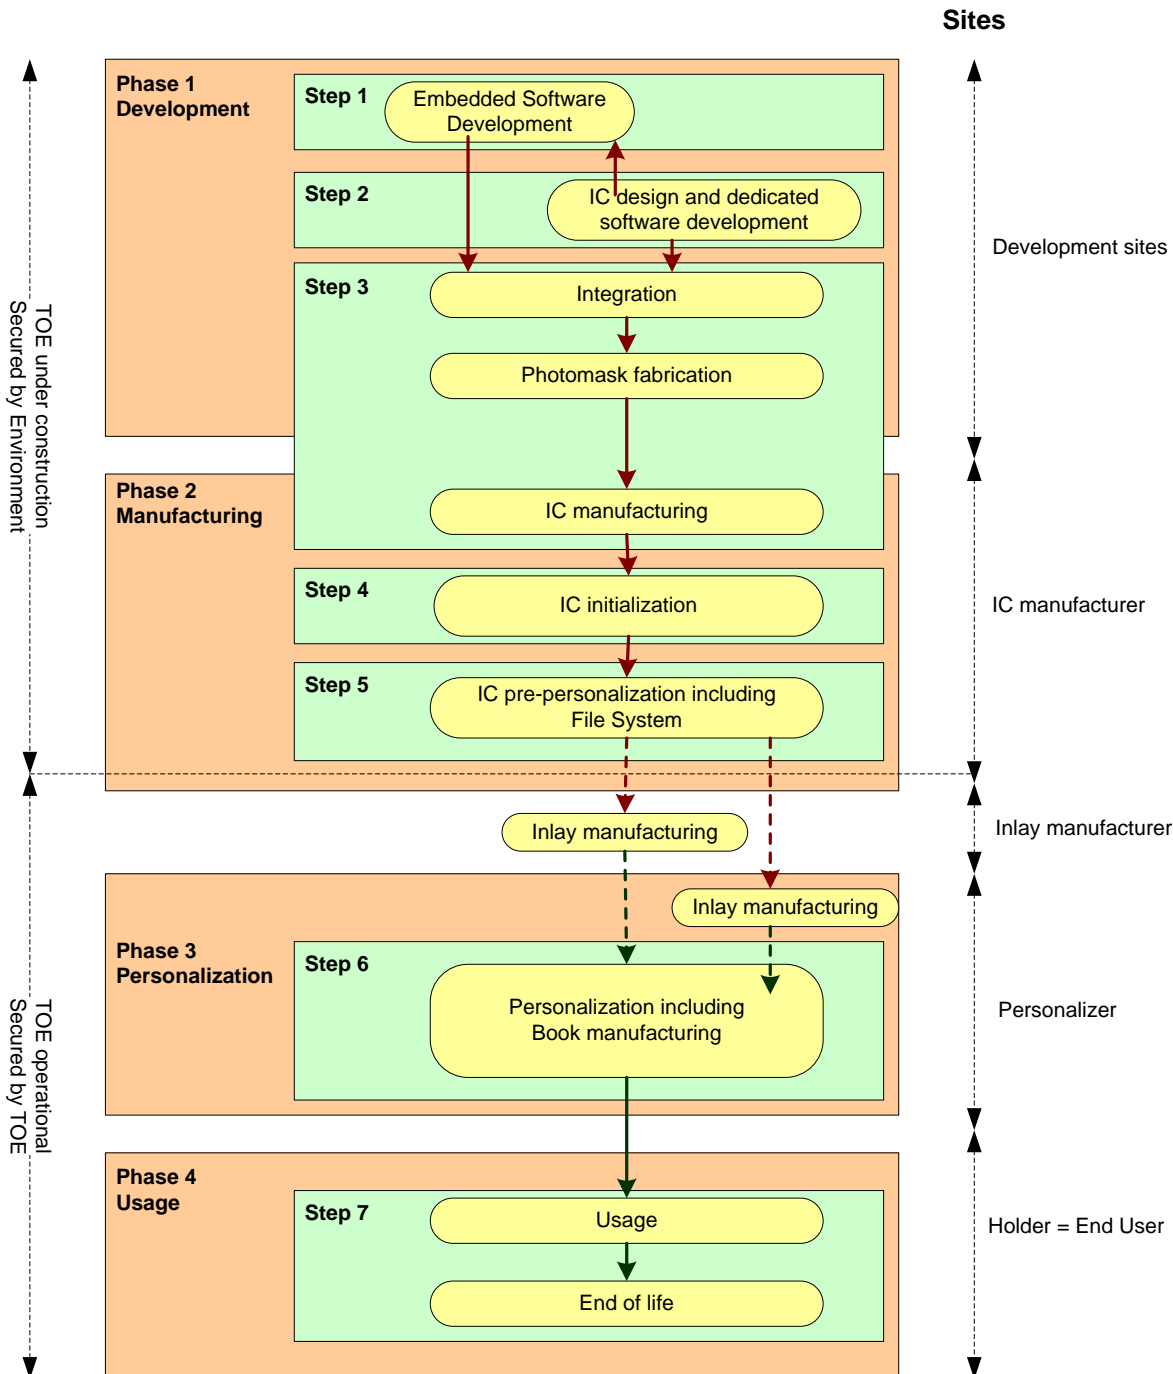 Sites
Phase 1
Development
Step 1
Embedded Software
Development
Step 2
IC design and dedicated
software development
Development sites
Step 3
Integration
Photomask fabrication
TOE under construction
Secured by Environment
Phase 2
Manufacturing
IC manufacturing
Step 4
IC initialization
IC manufacturer
Step 5
IC pre-personalization including
File System
Inlay manufacturing
Inlay manufacturer
Inlay manufacturing
Phase 3
Personalization
Step 6
Personalization including
Book manufacturing
Personalizer
TOE operational
Secured by TOE
Phase 4
Usage
Step 7
Usage
Holder = End User
End of life